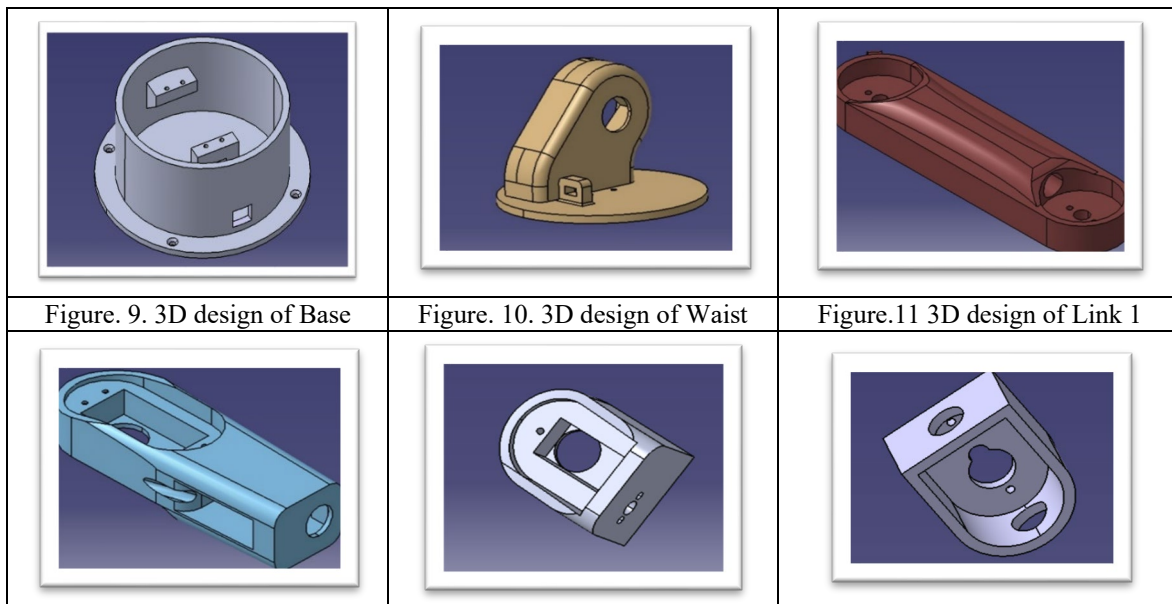 Figure. 9. 3D design of Base
Figure. 10. 3D design of Waist
Figure.11 3D design of Link 1